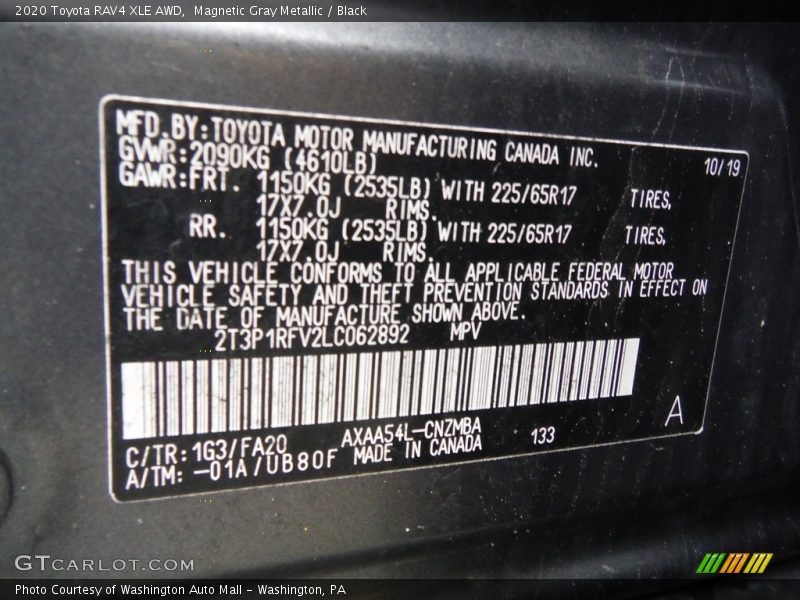 2020 Toyota RAV4 XLE AWD,  Magnetic Gray Metallic / Black
MFD.BY:TOYOTA MOTOR MANUFACTURING CANADA INC.
GVWR:2090KG (4610LB) 10/19
GAWR:FRT. 1150KG (2535LB) WITH 225/65R17 TIRES,
17X7.0J RIMS.
RR. 1150KG (2535LB) WITH 225/65R17 TIRES,
17X7.0J RIMS.
THIS VEHICLE CONFORMS TO ALL APPLICABLE FEDERAL MOTOR
VEHICLE SAFETY AND THEFT PREVENTION STANDARDS IN EFFECT ON
THE DATE OF MANUFACTURE SHOWN ABOVE.
2T3P1RFV2LC062892 MPV
A
C/TR:1G3/FA20 AXAA54L-CNZMBA 133
A/TM: -01A/UB80F MADE IN CANADA
GTCARLOT.COM
Photo Courtesy of Washington Auto Mall - Washington, PA